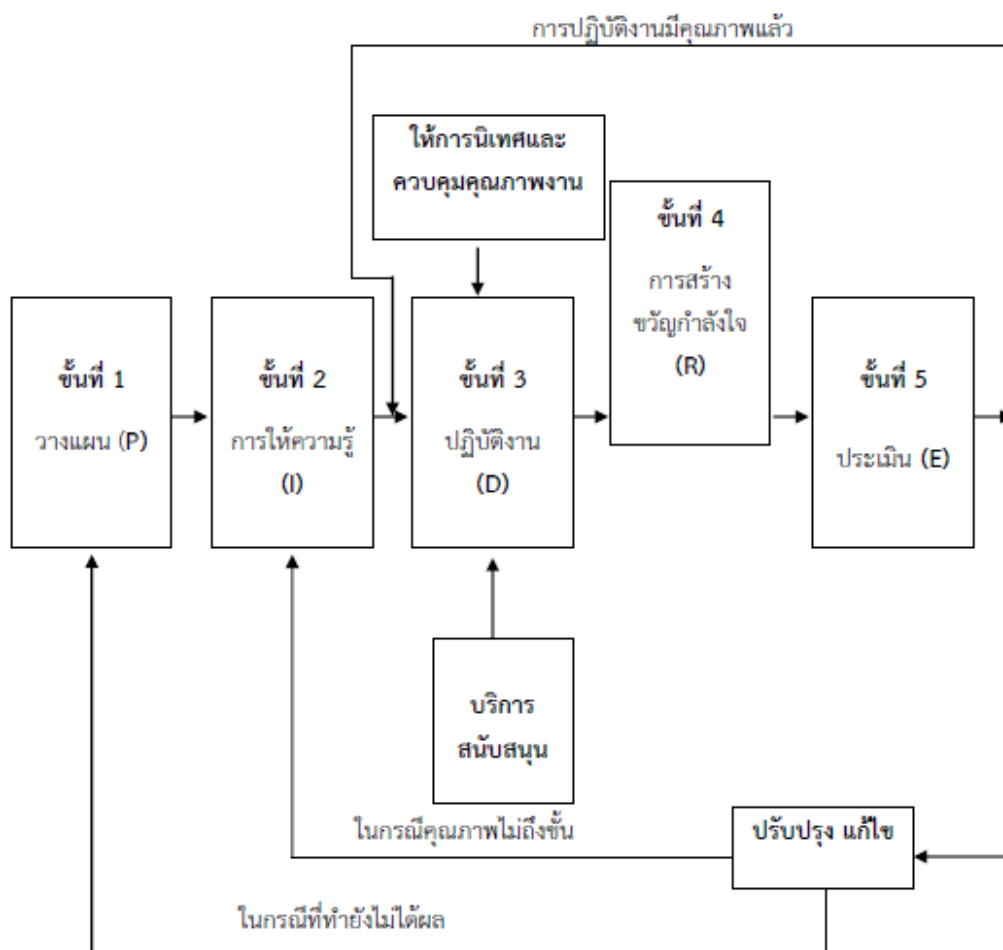 การปฏิบัติงานมีคุณภาพแล้ว
ให้การนิเทศและ
ควบคุมคุณภาพงาน
ขั้นที่ 4
การสร้าง
ขวัญกำลังใจ
(R)
ขั้นที่ 1
วางแผน (P)
ขั้นที่ 2
การให้ความรู้
(I)
ขั้นที่ 3
ปฏิบัติงาน
(D)
ขั้นที่ 5
ประเมิน (E)
บริการ
สนับสนุน
ในกรณีคุณภาพไม่ถึงขั้น
ปรับปรุง แก้ไข
ในกรณีที่ทำยังไม่ได้ผล